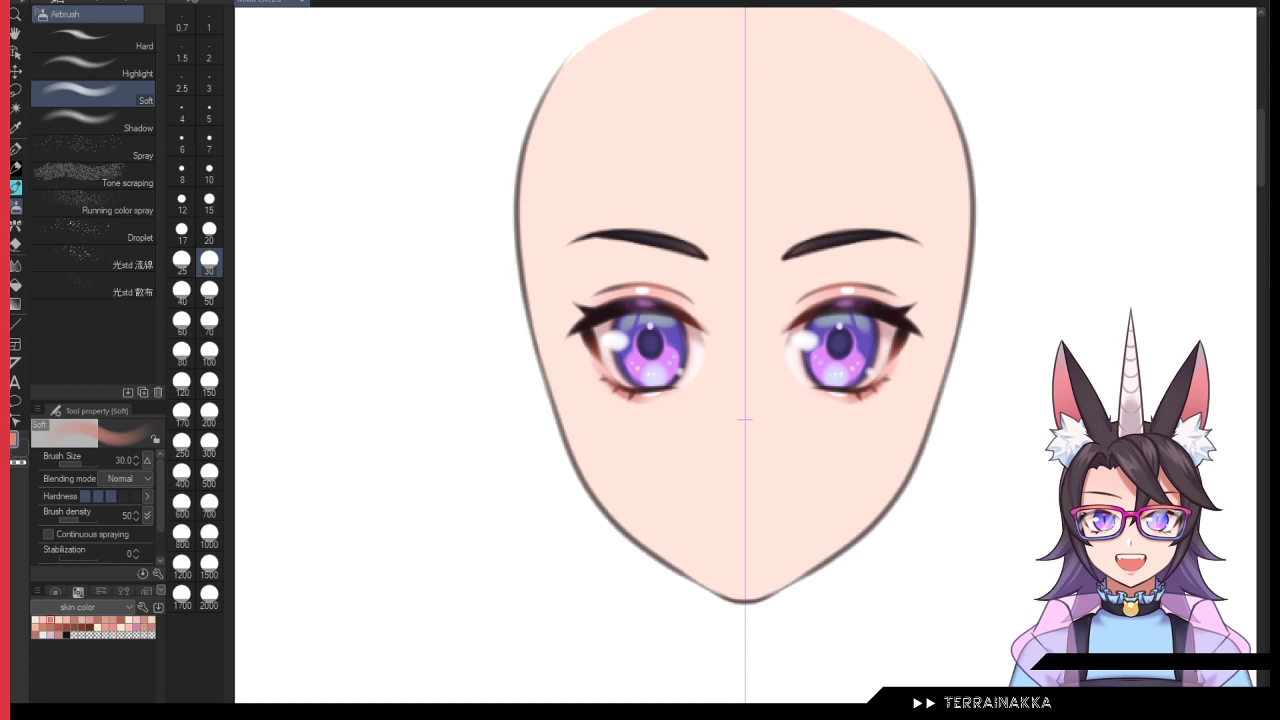 Airbrush
Hard
Highlight
Soft
Shadow
Spray
Tone scraping
Running color spray
Droplet
光std 流線
光std 散布
0.7 1
1.5 2
2.5 3
4 5
6 7
8 10
12 15
17 20
25 30
40 50
60 70
80 100
120 150
170 200
250 300
400 500
600 700
800 1000
1200 1500
1700 2000
Tool property [Soft]
Soft
Brush Size 30.0
Blending mode Normal
Hardness
Brush density 50
Continuous spraying
Stabilization 0
skin color
TERRAINAKKA